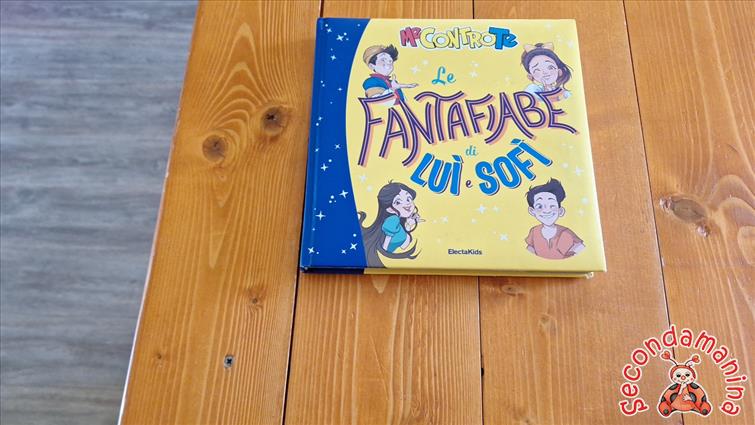 Me CONTRO Te
Le
FANTAFIABE
di
LUÌ e SOFÌ
ElectaKids
Secondamanina